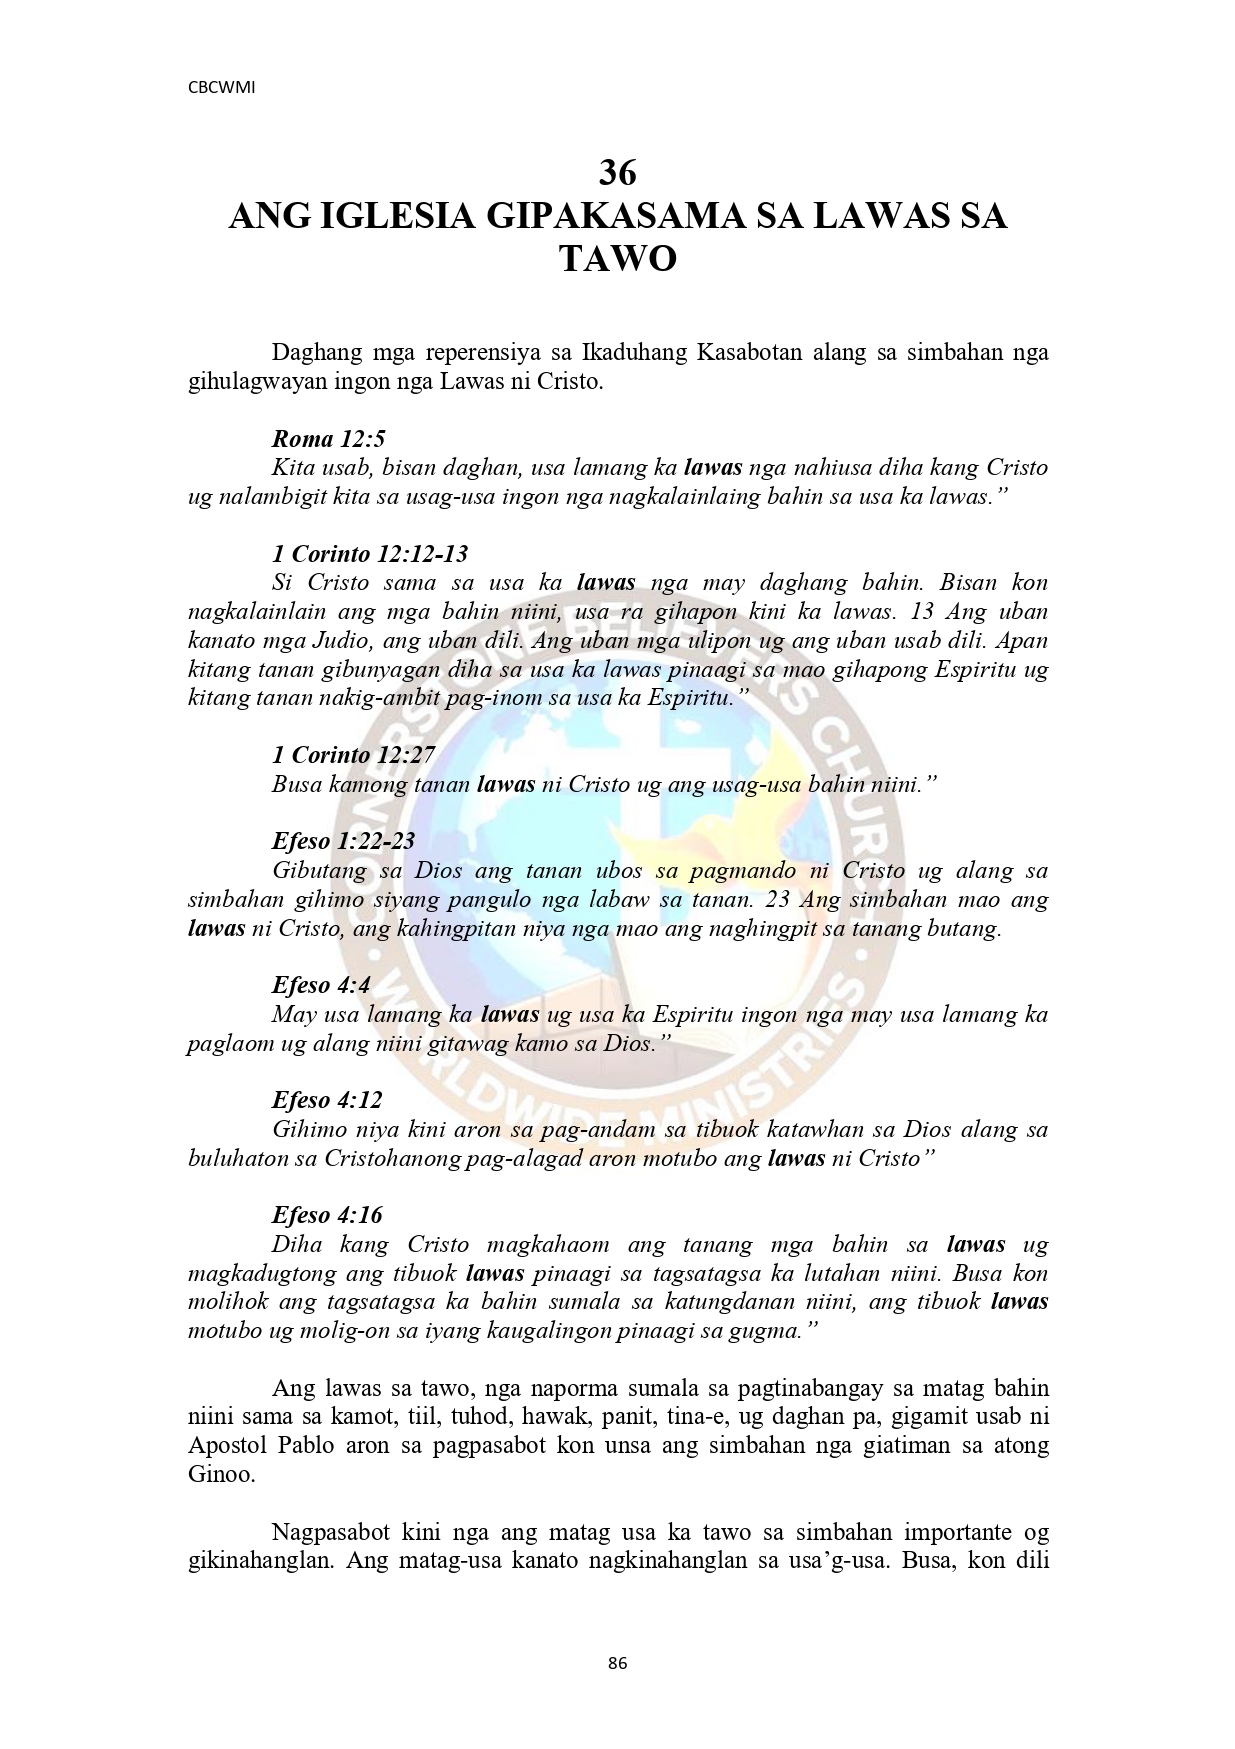 CBCWMI
36
ANG IGLESIA GIPAKASAMA SA LAWAS SA
TAWO
Daghang mga reperensiya sa Ikaduhang Kasabotan alang sa simbahan nga
gihulagwayan ingon nga Lawas ni Cristo.
Roma 12:5
Kita usab, bisan daghan, usa lamang ka lawas nga nahiusa diha kang Cristo
ug nalambigit kita sa usag-usa ingon nga nagkalainlaing bahin sa usa ka lawas.”
1 Corinto 12:12-13
Si Cristo sama sa usa ka lawas nga may daghang bahin. Bisan kon
nagkalainlain ang mga bahin niini, usa ra gihapon kini ka lawas. 13 Ang uban
kanato mga Judio, ang uban dili. Ang uban mga ulipon ug ang uban usab dili. Apan
kitang tanan gibunyagan diha sa usa ka lawas pinaagi sa mao gihapong Espiritu ug
kitang tanan nakig-ambit pag-inom sa usa ka Espiritu.”
1 Corinto 12:27
Busa kamong tanan lawas ni Cristo ug ang usag-usa bahin niini.”
Efeso 1:22-23
Gibutang sa Dios ang tanan ubos sa pagmando ni Cristo ug alang sa
simbahan gihimo siyang pangulo nga labaw sa tanan. 23 Ang simbahan mao ang
lawas ni Cristo, ang kahingpitan niya nga mao ang naghingpit sa tanang butang.
Efeso 4:4
May usa lamang ka lawas ug usa ka Espiritu ingon nga may usa lamang ka
paglaom ug alang niini gitawag kamo sa Dios.”
Efeso 4:12
Gihimo niya kini aron sa pag-andam sa tibuok katawhan sa Dios alang sa
buluhaton sa Cristohanong pag-alagad aron motubo ang lawas ni Cristo”
Efeso 4:16
Diha kang Cristo magkahaom ang tanang mga bahin sa lawas ug
magkadugtong ang tibuok lawas pinaagi sa tagsatagsa ka lutahan niini. Busa kon
molihok ang tagsatagsa ka bahin sumala sa katungdanan niini, ang tibuok lawas
motubo ug molig-on sa iyang kaugalingon pinaagi sa gugma.”
Ang lawas sa tawo, nga naporma sumala sa pagtinabangay sa matag bahin
niini sama sa kamot, tiil, tuhod, hawak, panit, tina-e, ug daghan pa, gigamit usab ni
Apostol Pablo aron sa pagpasabot kon unsa ang simbahan nga giatiman sa atong
Ginoo.
Nagpasabot kini nga ang matag usa ka tawo sa simbahan importante og
gikinahanglan. Ang matag-usa kanato nagkinahanglan sa usa’g-usa. Busa, kon dili
86
CORNERSTONE BELIEVERS CHURCH
• WORLDWIDE MINISTRIES •